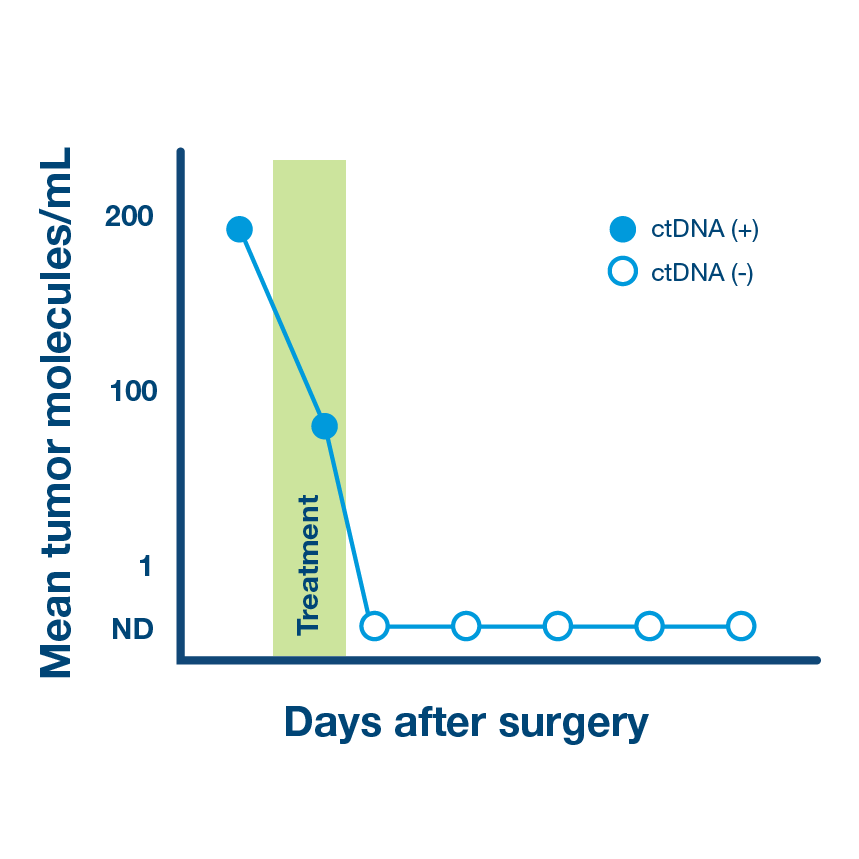 Mean tumor molecules/mL
200
100
1
ND
Treatment
ctDNA (+)
ctDNA (-)
Days after surgery